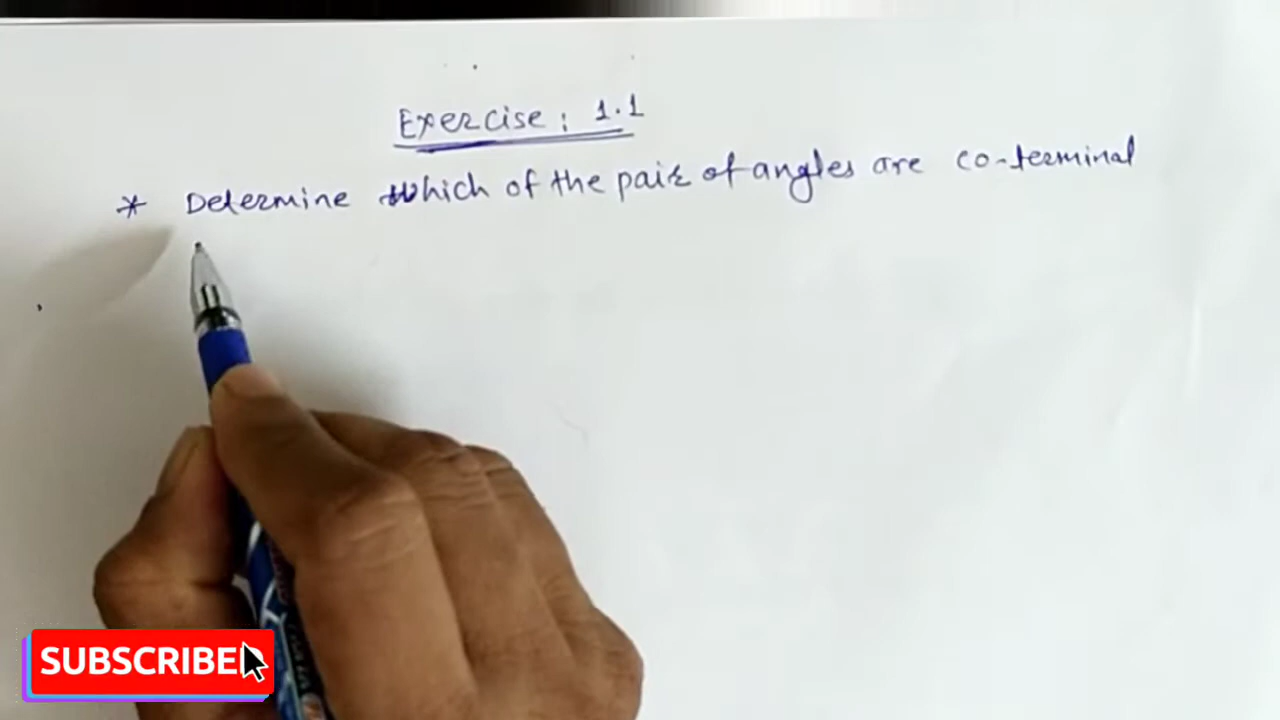 Exercise : 1.1
* Determine which of the pair of angles are co-terminal
SUBSCRIBE